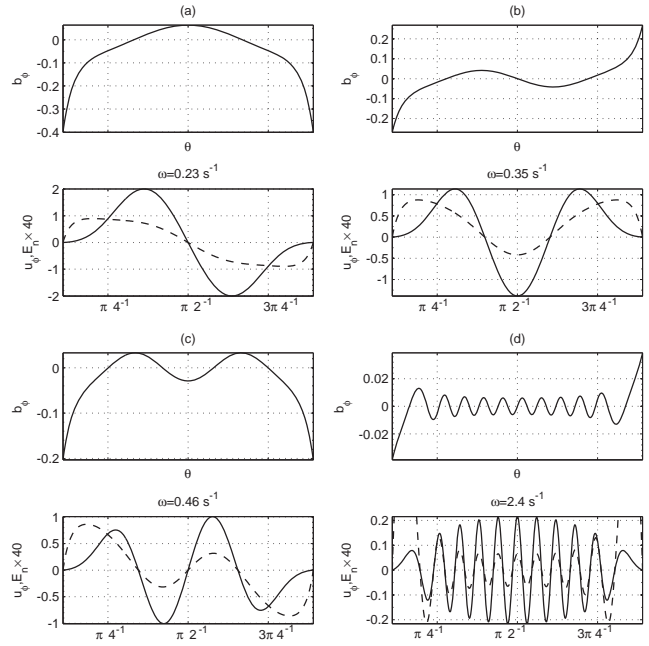 (a)
b_φ
0
-0.1
-0.2
-0.3
-0.4
θ
(b)
b_φ
0.2
0.1
0
-0.1
-0.2
θ
ω=0.23 s⁻¹
u_φ,E_n×40
2
1
0
-1
-2
π 4⁻¹ π 2⁻¹ 3π 4⁻¹
ω=0.35 s⁻¹
u_φ,E_n×40
1
0.5
0
-0.5
-1
π 4⁻¹ π 2⁻¹ 3π 4⁻¹
(c)
b_φ
0
-0.1
-0.2
θ
(d)
b_φ
0.02
0
-0.02
θ
ω=0.46 s⁻¹
u_φ,E_n×40
1
0.5
0
-0.5
-1
π 4⁻¹ π 2⁻¹ 3π 4⁻¹
ω=2.4 s⁻¹
u_φ,E_n×40
0.2
0.1
0
-0.1
-0.2
π 4⁻¹ π 2⁻¹ 3π 4⁻¹